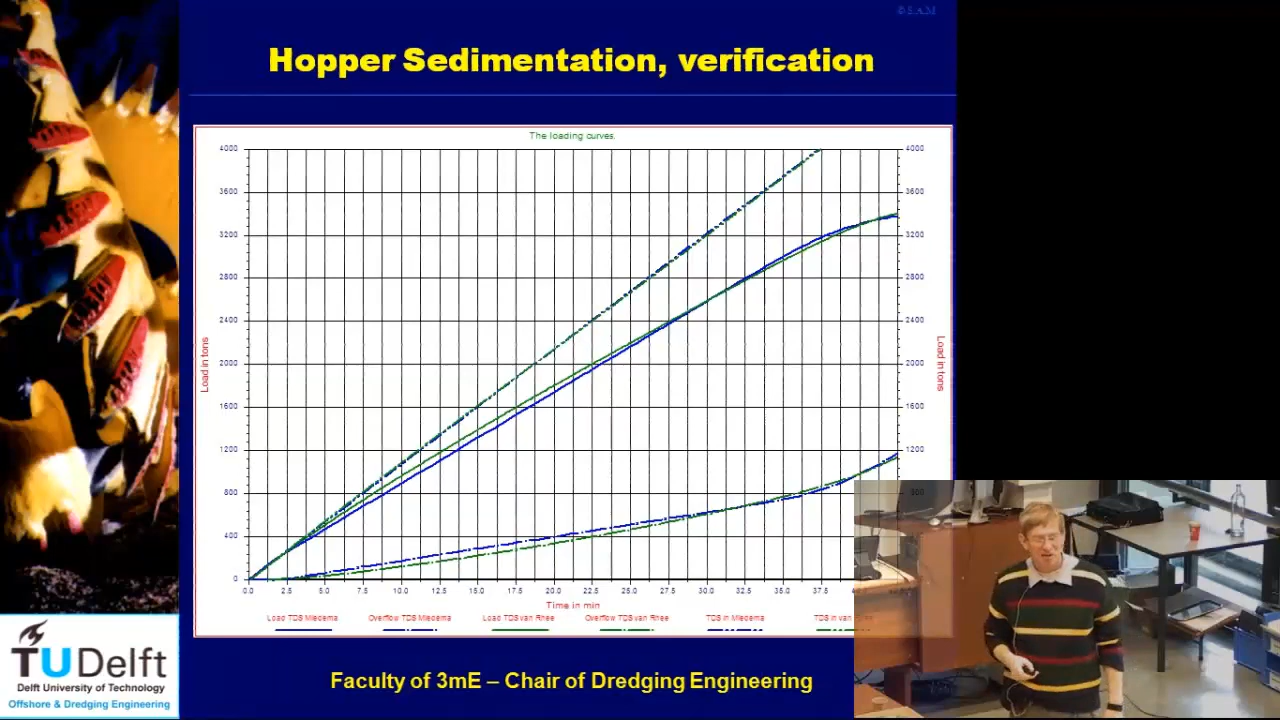 © S.A.M
Hopper Sedimentation, verification
The loading curves.
4000 4000
3600 3600
3200 3200
2800 2800
2400 2400
2000 2000
1600 1600
1200 1200
800 800
400
0
Load in tons
Load in tons
0.0 2.5 5.0 7.5 10.0 12.5 15.0 17.5 20.0 22.5 25.0 27.5 30.0 32.5 35.0 37.5
Time in min
Load TDS Miedema Overflow TDS Miedema Load TDS van Rhee Overflow TDS van Rhee TDS in Miedema TDS in van
TU Delft
Delft University of Technology
Offshore & Dredging Engineering
Faculty of 3mE – Chair of Dredging Engineering